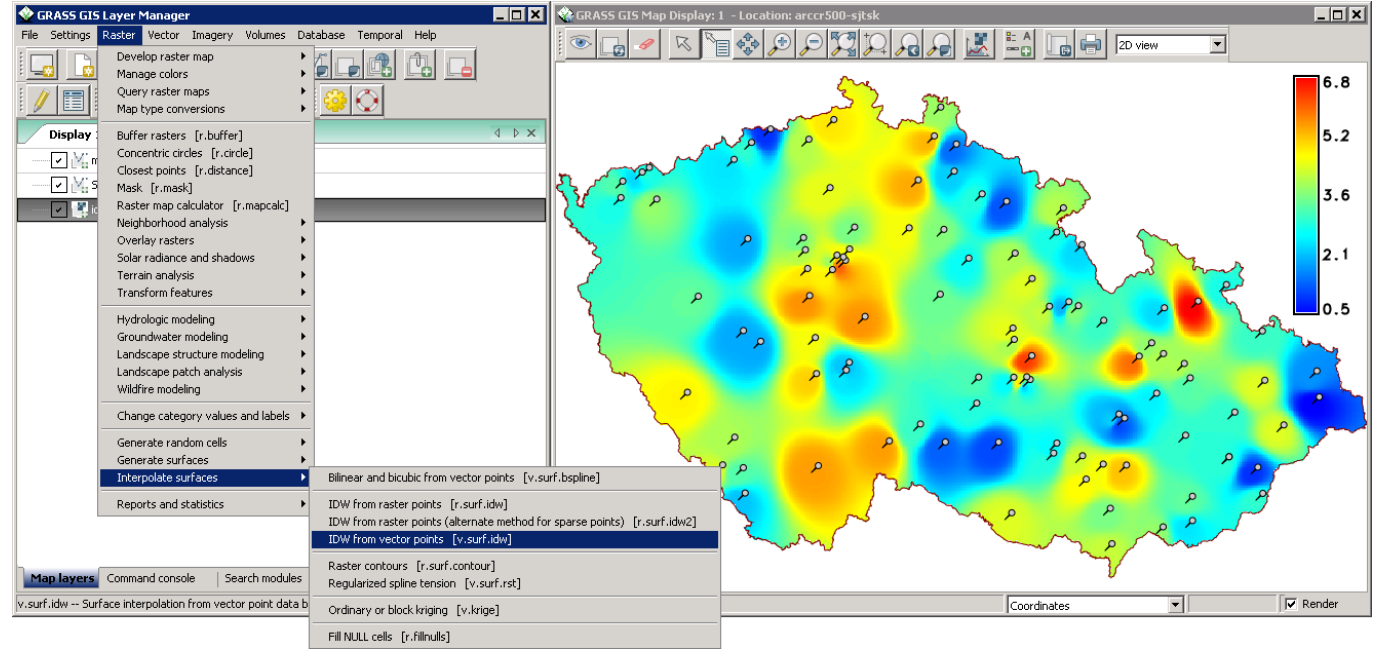 GRASS GIS Layer Manager
File Settings Raster Vector Imagery Volumes Database Temporal Help
Display
Develop raster map
Manage colors
Query raster maps
Map type conversions
Buffer rasters [r.buffer]
Concentric circles [r.circle]
Closest points [r.distance]
Mask [r.mask]
Raster map calculator [r.mapcalc]
Neighborhood analysis
Overlay rasters
Solar radiance and shadows
Terrain analysis
Transform features
Hydrologic modeling
Groundwater modeling
Landscape structure modeling
Landscape patch analysis
Wildfire modeling
Change category values and labels
Generate random cells
Generate surfaces
Interpolate surfaces
Reports and statistics
Bilinear and bicubic from vector points [v.surf.bspline]
IDW from raster points [r.surf.idw]
IDW from raster points (alternate method for sparse points) [r.surf.idw2]
IDW from vector points [v.surf.idw]
Raster contours [r.surf.contour]
Regularized spline tension [v.surf.rst]
Ordinary or block kriging [v.krige]
Fill NULL cells [r.fillnulls]
Map layers Command console Search modules
v.surf.idw -- Surface interpolation from vector point data b
GRASS GIS Map Display: 1 - Location: arccr500-sjtsk
2D view
6.8
5.2
3.6
2.1
0.5
Coordinates
Render